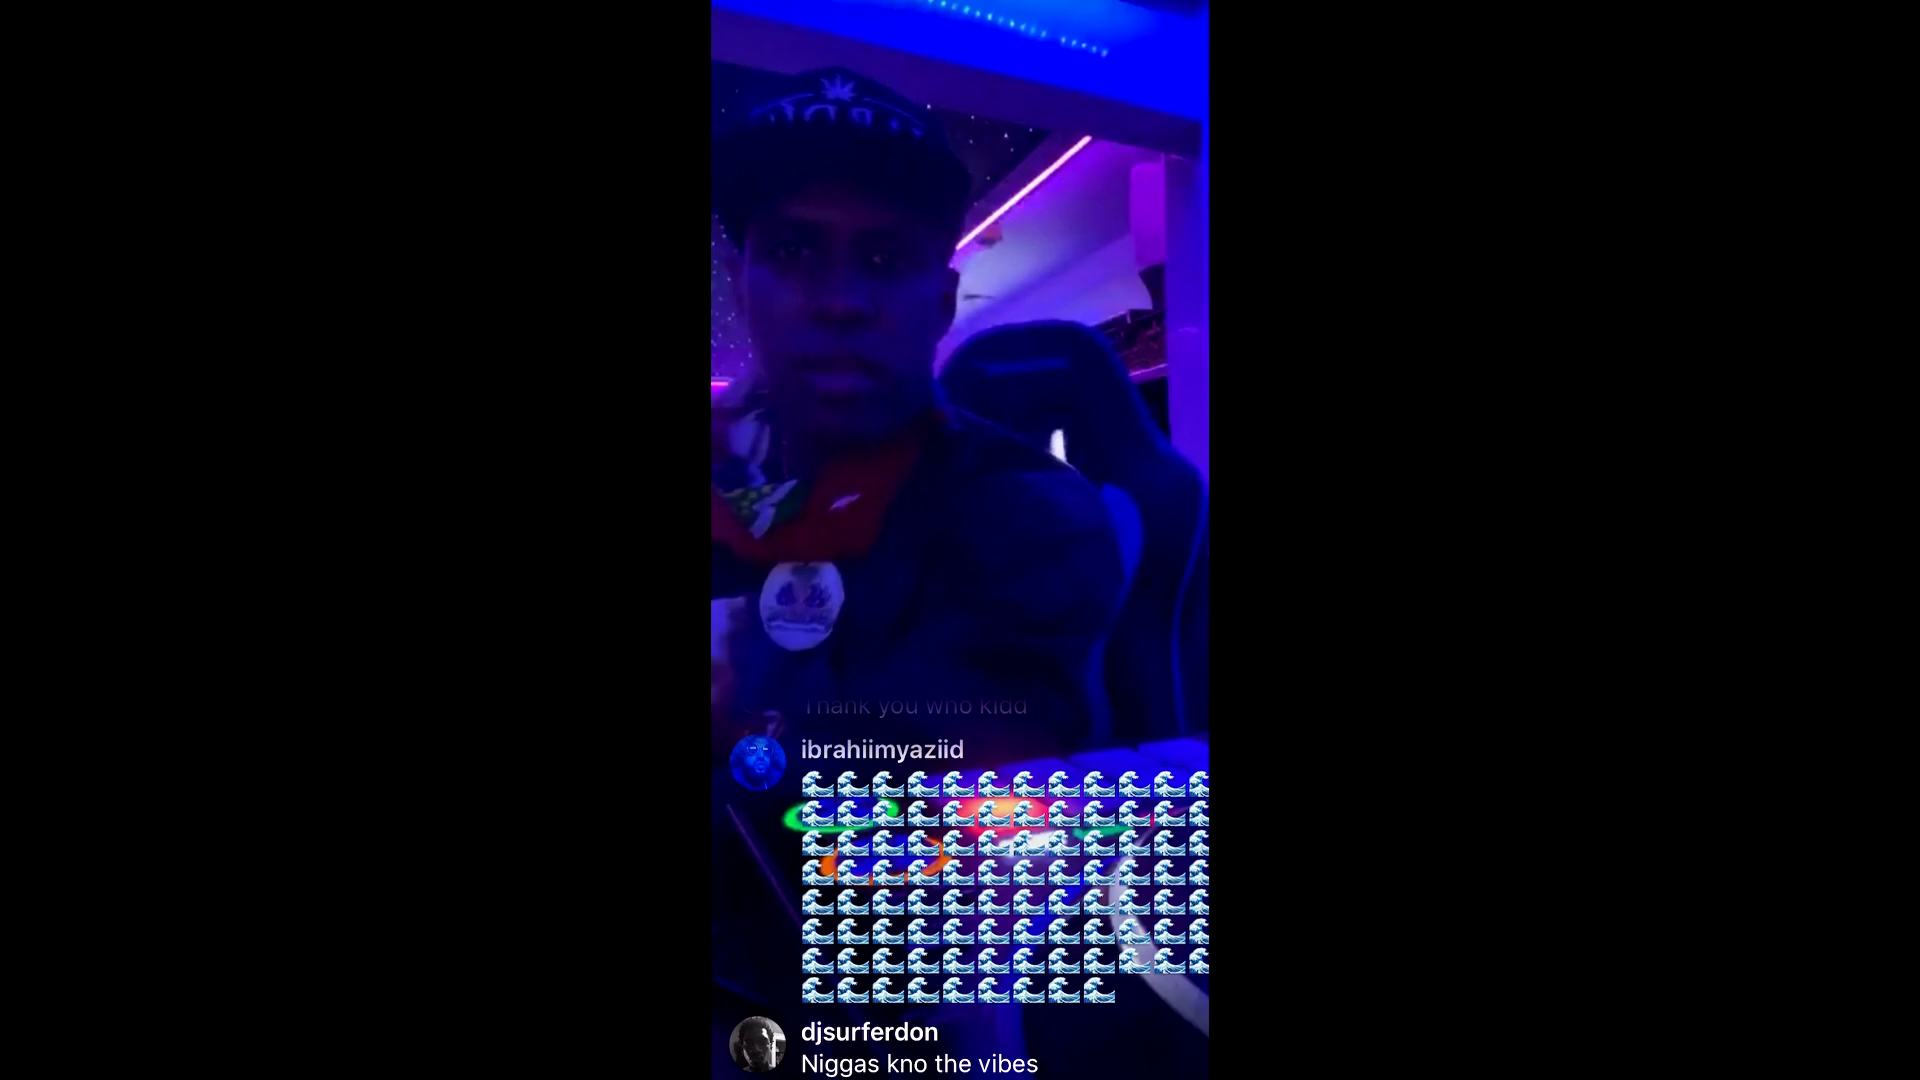 Thank you who kidd
ibrahiimyaziid
🌊🌊🌊🌊🌊🌊🌊🌊🌊🌊🌊🌊
🌊🌊🌊🌊🌊🌊🌊🌊🌊🌊🌊🌊
🌊🌊🌊🌊🌊🌊🌊🌊🌊🌊🌊🌊
🌊🌊🌊🌊🌊🌊🌊🌊🌊🌊🌊🌊
🌊🌊🌊🌊🌊🌊🌊🌊🌊🌊🌊🌊
🌊🌊🌊🌊🌊🌊🌊🌊🌊🌊🌊🌊
🌊🌊🌊🌊🌊🌊🌊🌊🌊🌊🌊🌊
🌊🌊🌊🌊🌊🌊🌊🌊🌊
djsurferdon
Niggas kno the vibes